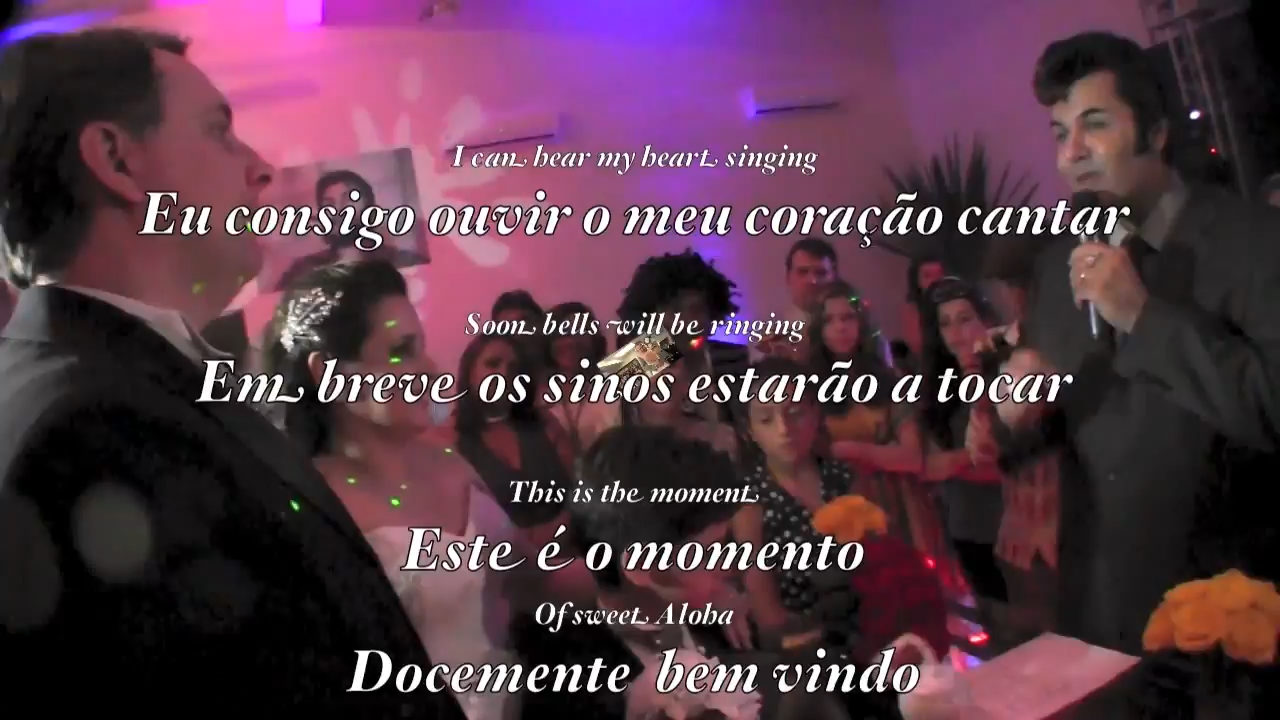 I can hear my heart singing
Eu consigo ouvir o meu coração cantar
Soon bells will be ringing
Em breve os sinos estarão a tocar
This is the moment
Este é o momento
Of sweet Aloha
Docemente bem vindo